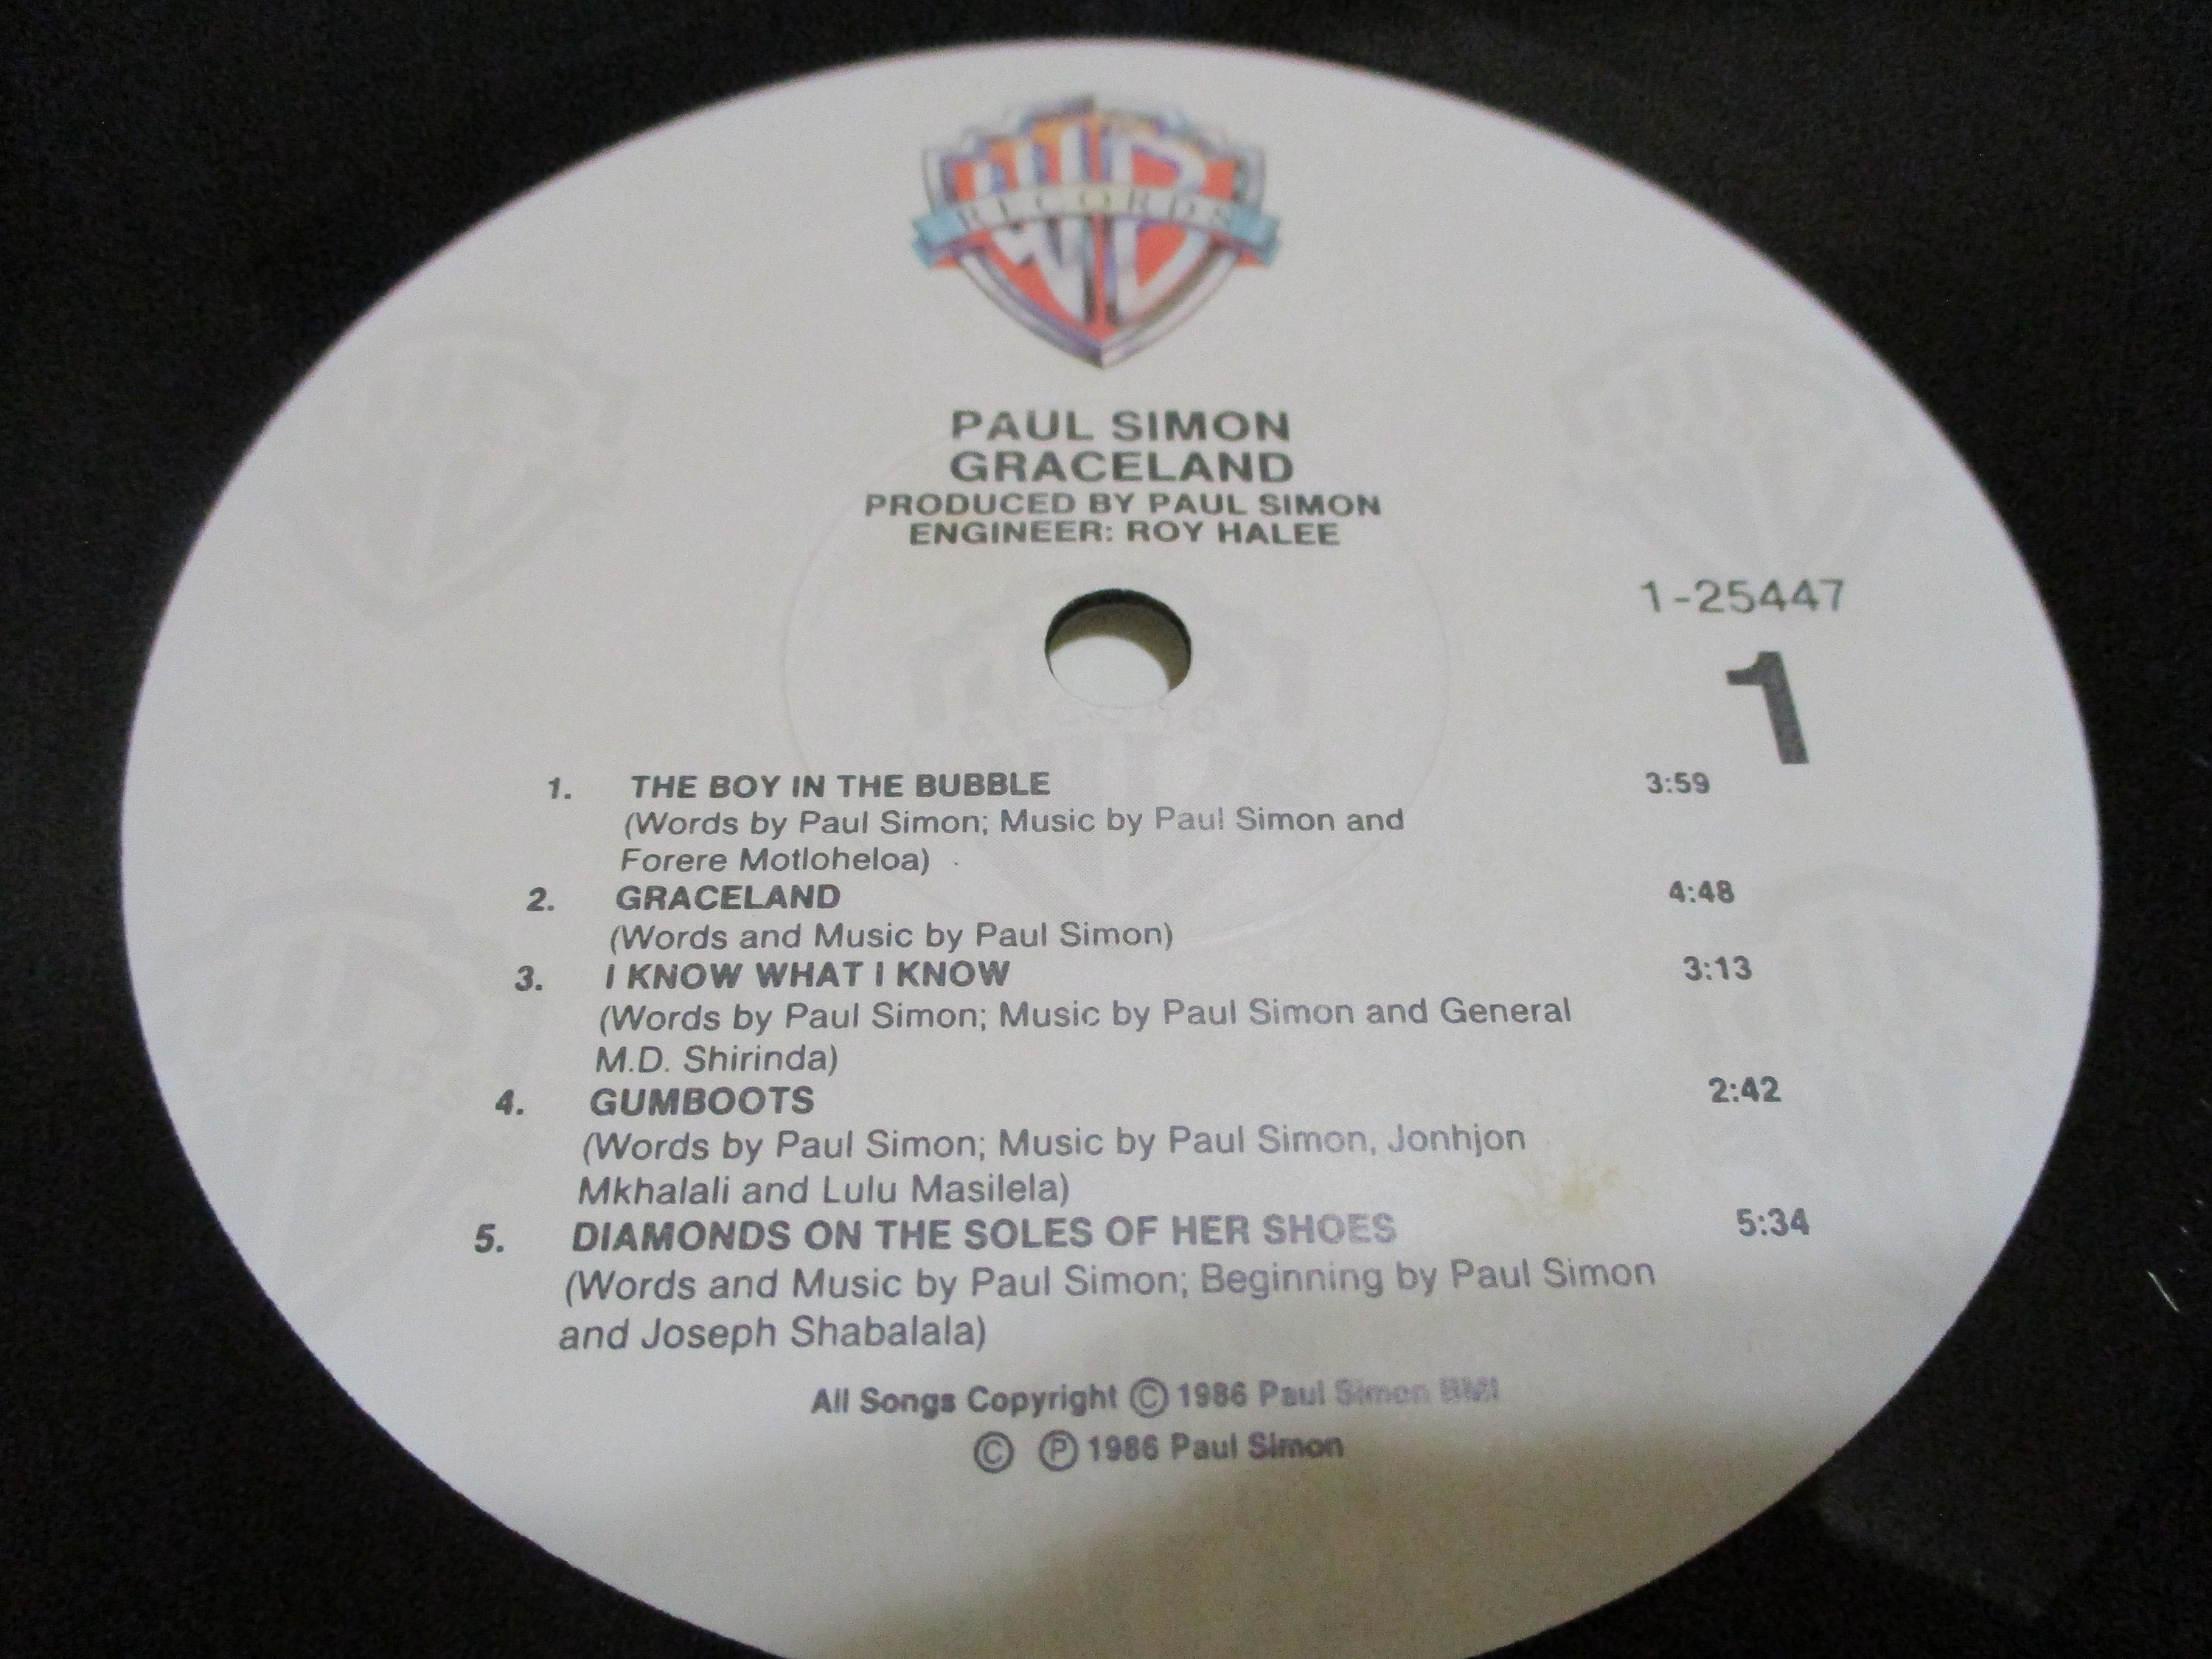 WB
RECORDS
PAUL SIMON
GRACELAND
PRODUCED BY PAUL SIMON
ENGINEER: ROY HALEE
1-25447
1
1. THE BOY IN THE BUBBLE 3:59
(Words by Paul Simon; Music by Paul Simon and
Forere Motloheloa)
2. GRACELAND 4:48
(Words and Music by Paul Simon)
3. I KNOW WHAT I KNOW 3:13
(Words by Paul Simon; Music by Paul Simon and General
M.D. Shirinda)
4. GUMBOOTS 2:42
(Words by Paul Simon; Music by Paul Simon, Jonhjon
Mkhalali and Lulu Masilela)
5. DIAMONDS ON THE SOLES OF HER SHOES 5:34
(Words and Music by Paul Simon; Beginning by Paul Simon
and Joseph Shabalala)
All Songs Copyright © 1986 Paul Simon BMI
© ℗ 1986 Paul Simon